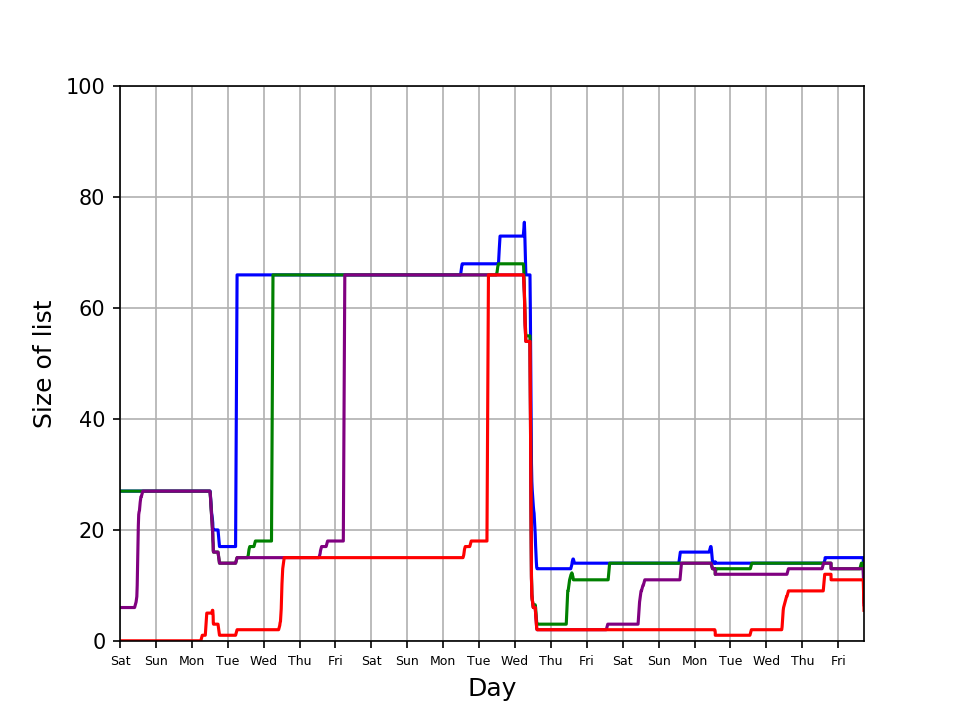 100
80
60
40
20
0
Size of list
Sat Sun Mon Tue Wed Thu Fri Sat Sun Mon Tue Wed Thu Fri Sat Sun Mon Tue Wed Thu Fri
Day